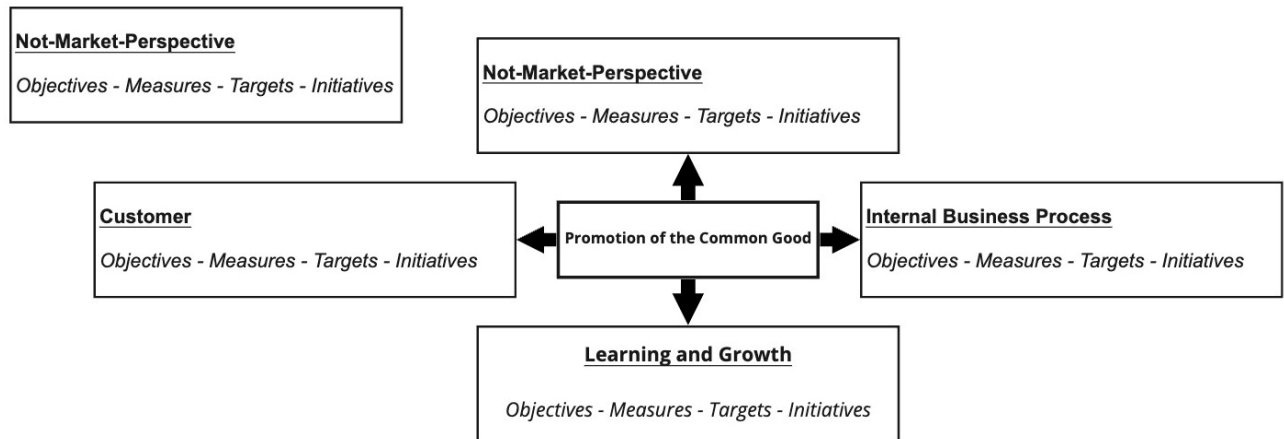 Not-Market-Perspective
Objectives - Measures - Targets - Initiatives
Not-Market-Perspective
Objectives - Measures - Targets - Initiatives
Customer
Objectives - Measures - Targets - Initiatives
Promotion of the Common Good
Internal Business Process
Objectives - Measures - Targets - Initiatives
Learning and Growth
Objectives - Measures - Targets - Initiatives